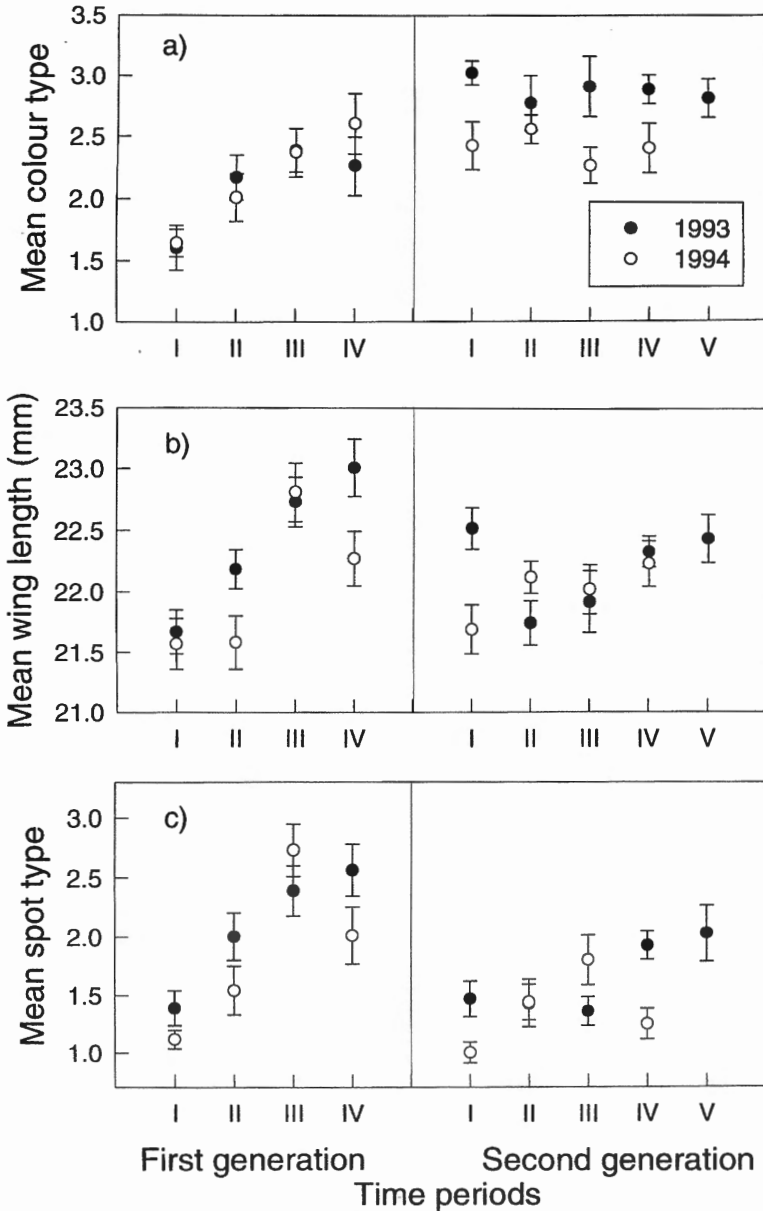 a)
Mean colour type
3.5
3.0
2.5
2.0
1.5
1.0
1993
1994
I II III IV I II III IV V
b)
Mean wing length (mm)
23.5
23.0
22.5
22.0
21.5
21.0
I II III IV I II III IV V
c)
Mean spot type
3.0
2.5
2.0
1.5
1.0
I II III IV I II III IV V
First generation Second generation
Time periods